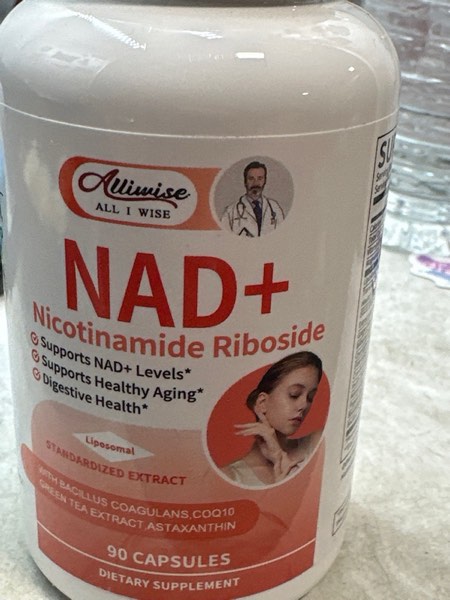 Alliwise
ALL I WISE
NAD+
Nicotinamide Riboside
Supports NAD+ Levels*
Supports Healthy Aging*
Digestive Health*
Liposomal
STANDARDIZED EXTRACT
WITH BACILLUS COAGULANS,COQ10
GREEN TEA EXTRACT,ASTAXANTHIN
90 CAPSULES
DIETARY SUPPLEMENT